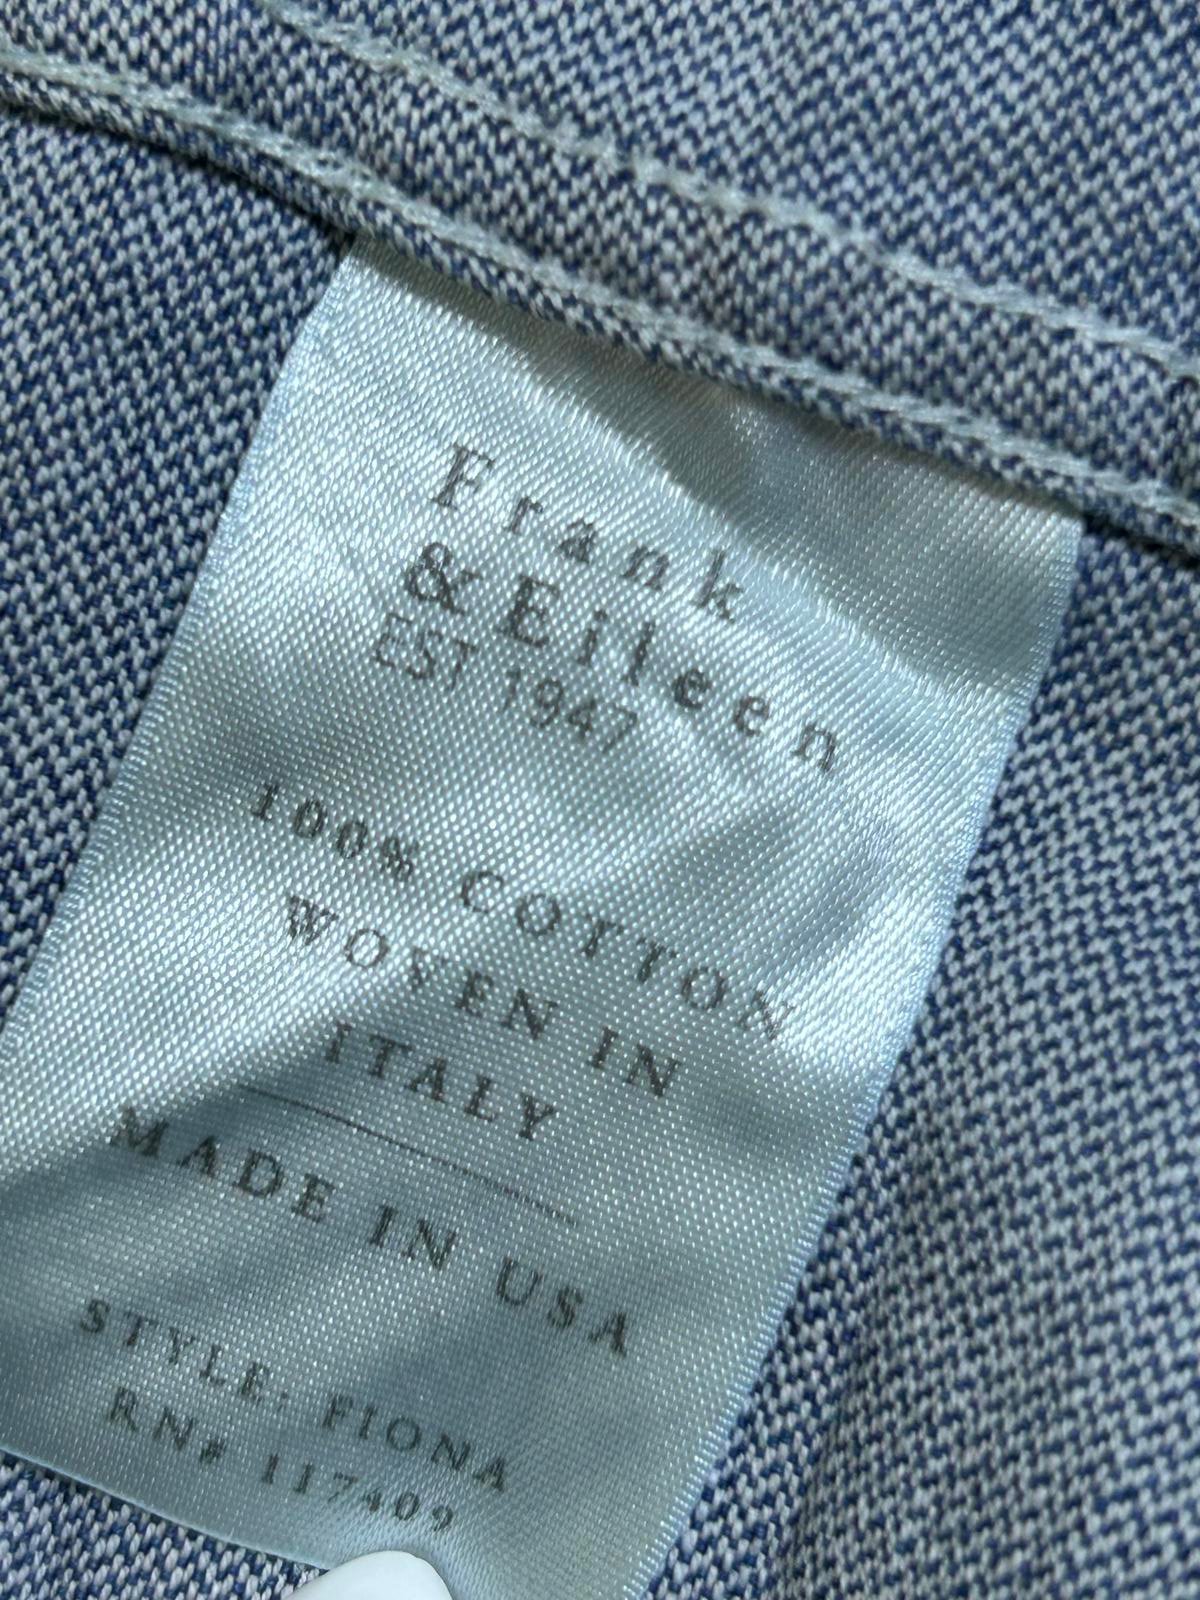 Frank
& Eileen
EST 1947
100% COTTON
WOVEN IN
ITALY
MADE IN USA
STYLE: FIONA
RN# 117409